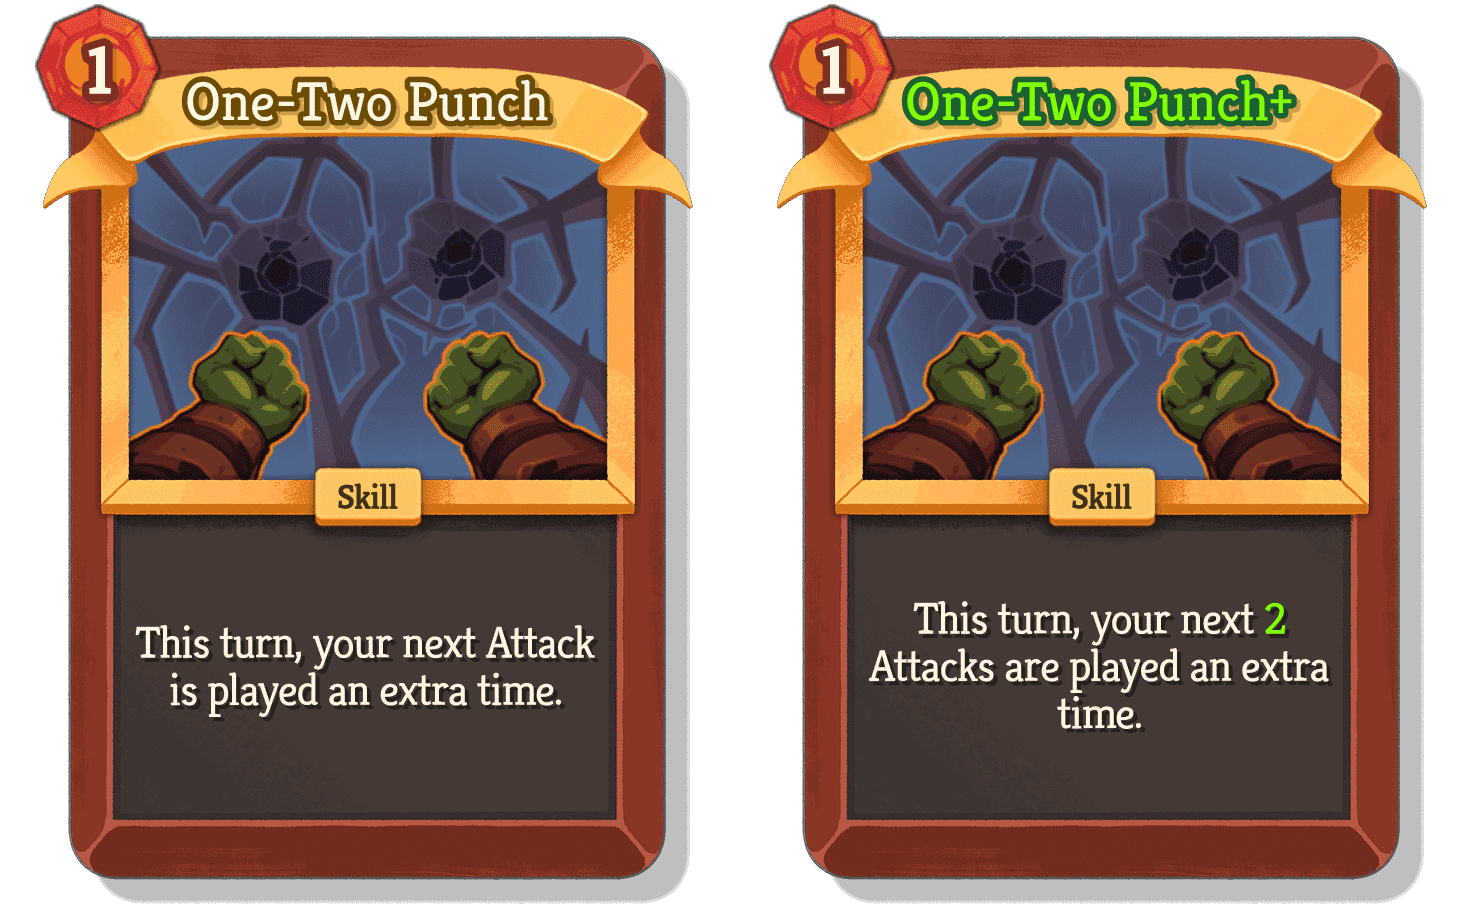 1
One-Two Punch
Skill
This turn, your next Attack
is played an extra time.
1
One-Two Punch+
Skill
This turn, your next 2
Attacks are played an extra
time.